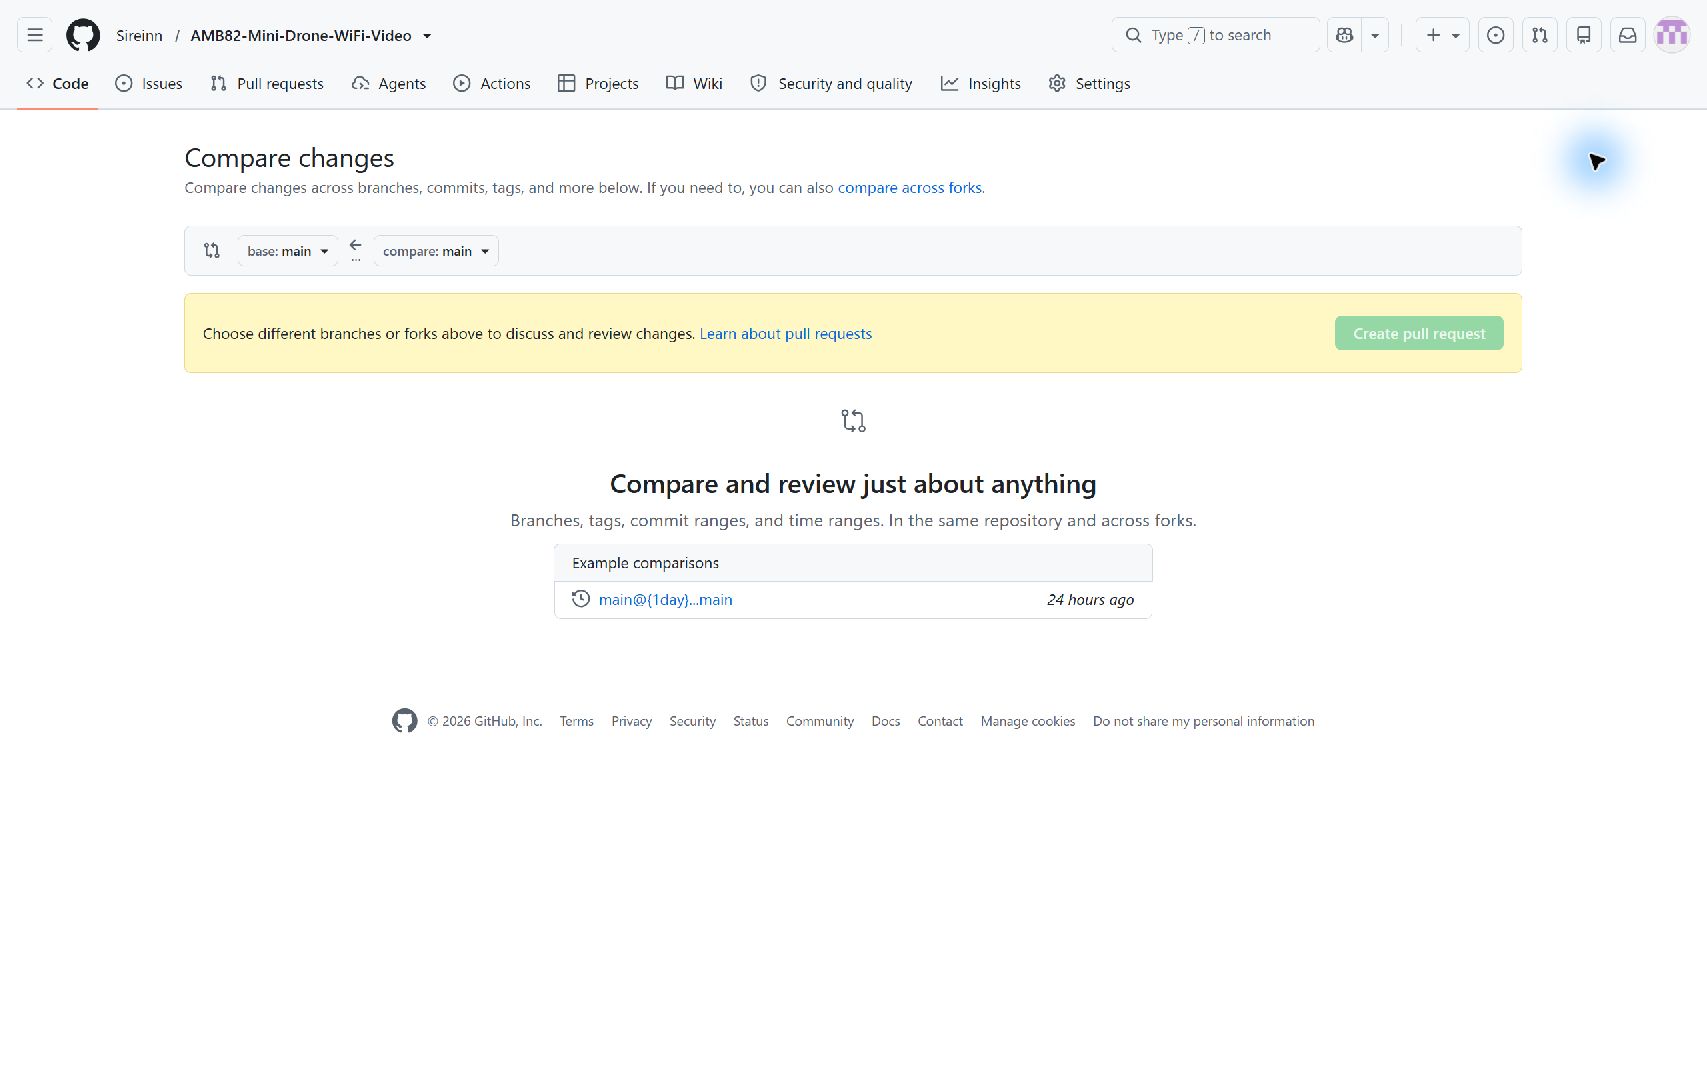 Sireinn / AMB82-Mini-Drone-WiFi-Video
Type / to search
Code Issues Pull requests Agents Actions Projects Wiki Security and quality Insights Settings
Compare changes
Compare changes across branches, commits, tags, and more below. If you need to, you can also compare across forks.
base: main ... compare: main
Choose different branches or forks above to discuss and review changes. Learn about pull requests
Create pull request
Compare and review just about anything
Branches, tags, commit ranges, and time ranges. In the same repository and across forks.
Example comparisons
main@{1day}...main 24 hours ago
© 2026 GitHub, Inc. Terms Privacy Security Status Community Docs Contact Manage cookies Do not share my personal information